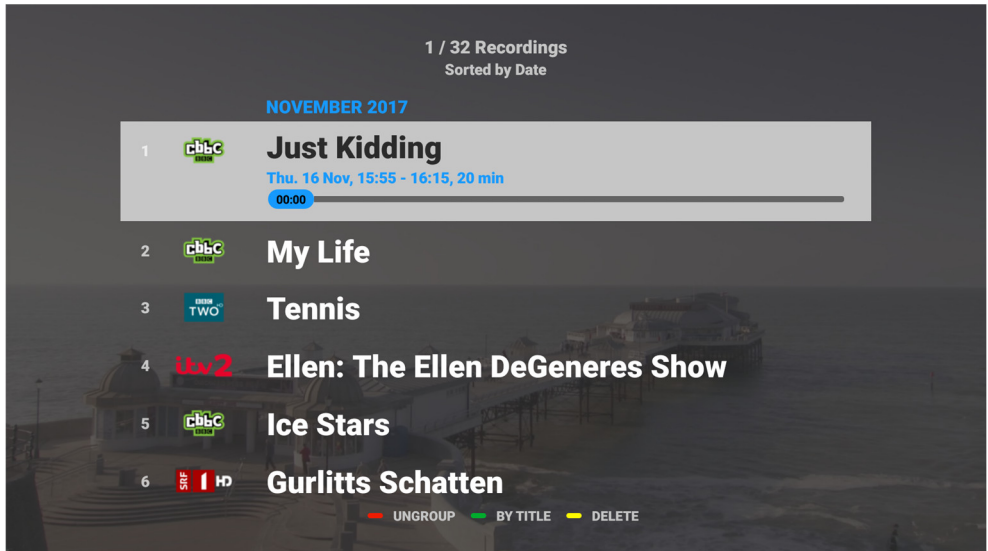 1 / 32 Recordings
Sorted by Date
NOVEMBER 2017
1 cbbc Just Kidding
Thu. 16 Nov, 15:55 - 16:15, 20 min
00:00
2 cbbc My Life
3 BBC TWO HD Tennis
4 itv2 Ellen: The Ellen DeGeneres Show
5 cbbc Ice Stars
6 SRF 1 HD Gurlitts Schatten
UNGROUP BY TITLE DELETE